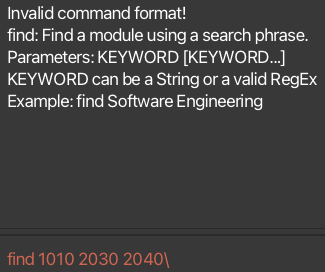 Invalid command format!
find: Find a module using a search phrase.
Parameters: KEYWORD [KEYWORD...]
KEYWORD can be a String or a valid RegEx
Example: find Software Engineering
find 1010 2030 2040\